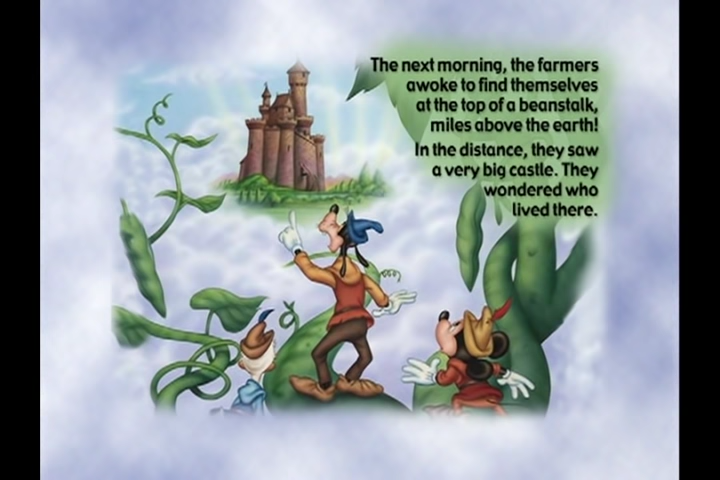 The next morning, the farmers
awoke to find themselves
at the top of a beanstalk,
miles above the earth!
In the distance, they saw
a very big castle. They
wondered who
lived there.